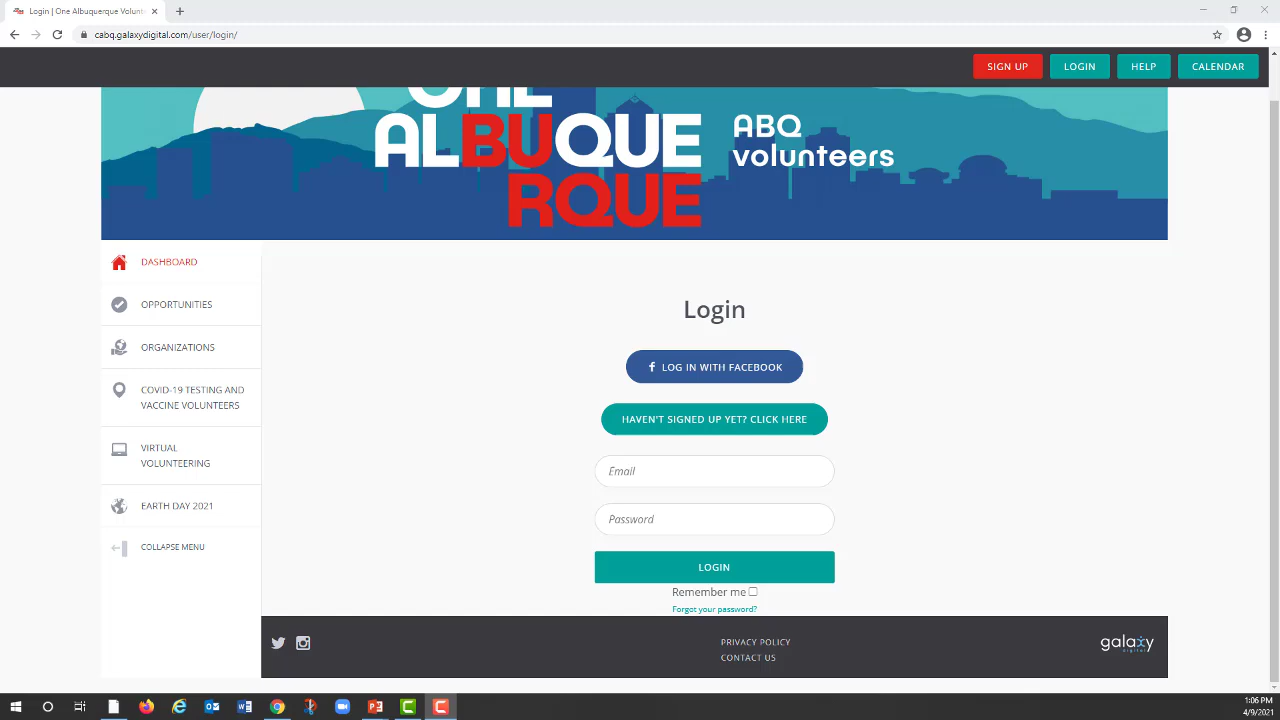 Login | One Albuquerque Volunt
cabq.galaxydigital.com/user/login/
SIGN UP
LOGIN
HELP
CALENDAR
ONE
ALBUQUE
RQUE
ABQ
volunteers
DASHBOARD
OPPORTUNITIES
ORGANIZATIONS
COVID-19 TESTING AND
VACCINE VOLUNTEERS
VIRTUAL
VOLUNTEERING
EARTH DAY 2021
COLLAPSE MENU
Login
LOG IN WITH FACEBOOK
HAVEN'T SIGNED UP YET? CLICK HERE
Email
Password
LOGIN
Remember me
Forgot your password?
PRIVACY POLICY
CONTACT US
galaxy
digital
1:06 PM
4/9/2021